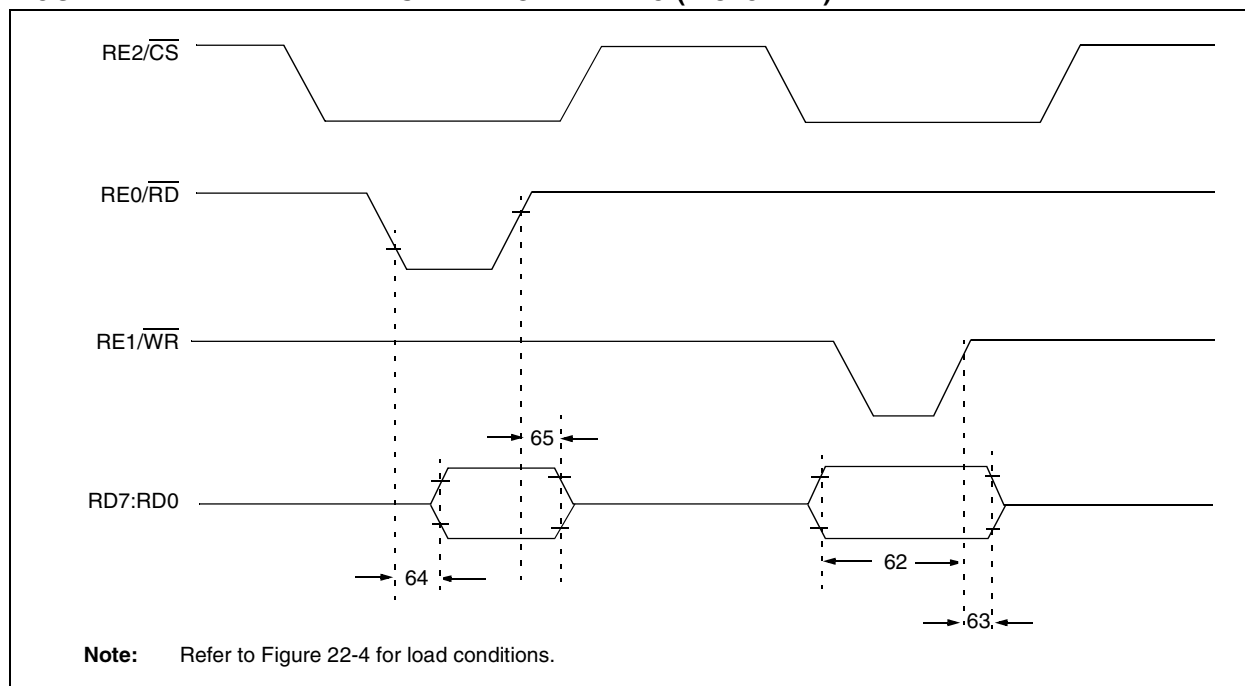 RE2/CS
RE0/RD
RE1/WR
65
RD7:RD0
62
64
63
Note: Refer to Figure 22-4 for load conditions.